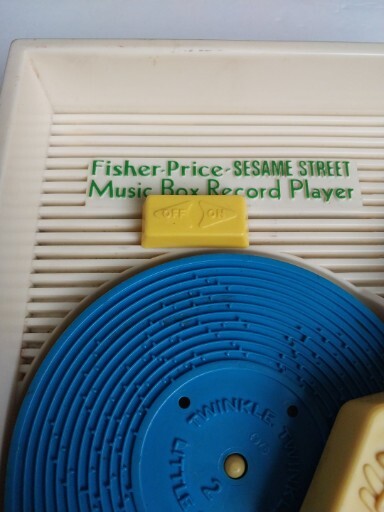 Fisher-Price-SESAME STREET
Music Box Record Player
OFF ON
LITTLE TWINKLE, TWINKLE
2